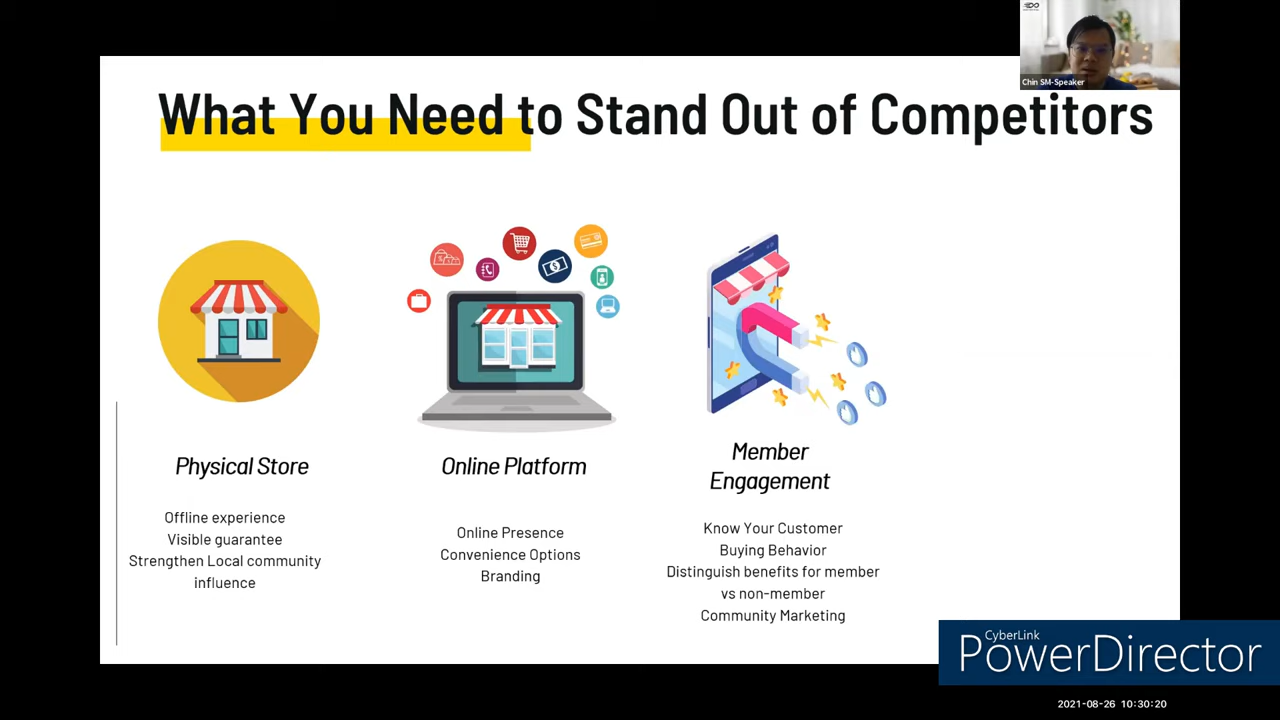 Chin SM-Speaker
What You Need to Stand Out of Competitors
Physical Store
Offline experience
Visible guarantee
Strengthen Local community
influence
Online Platform
Online Presence
Convenience Options
Branding
Member
Engagement
Know Your Customer
Buying Behavior
Distinguish benefits for member
vs non-member
Community Marketing
CyberLink
PowerDirector
2021-08-26 10:30:20